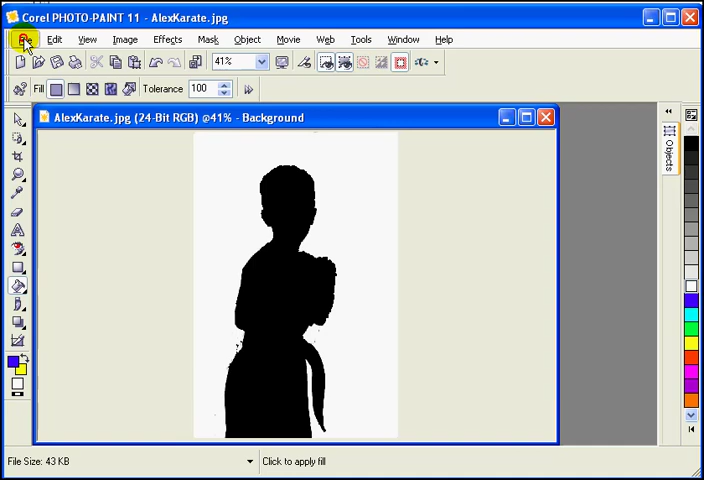 Corel PHOTO-PAINT 11 - AlexKarate.jpg
Edit View Image Effects Mask Object Movie Web Tools Window Help
41%
Fill Tolerance 100
AlexKarate.jpg (24-Bit RGB) @41% - Background
Objects
File Size: 43 KB Click to apply fill